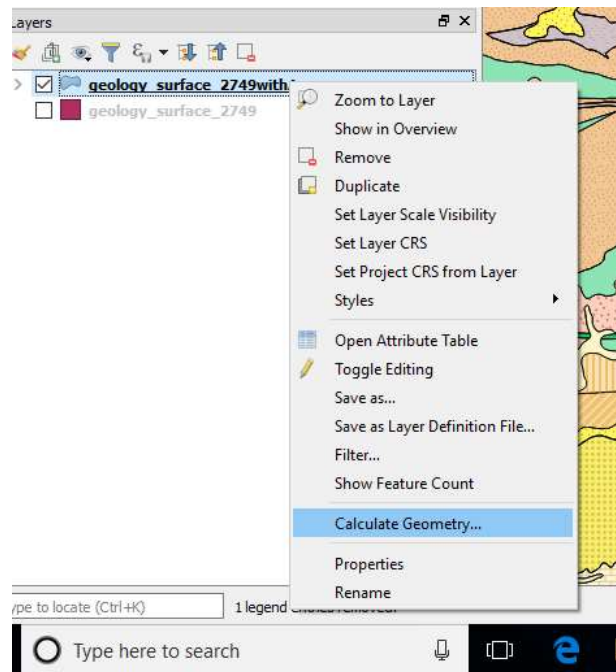 Layers
geology_surface_2749with
Zoom to Layer
geology_surface_2749
Show in Overview
Remove
Duplicate
Set Layer Scale Visibility
Set Layer CRS
Set Project CRS from Layer
Styles
Open Attribute Table
Toggle Editing
Save as...
Save as Layer Definition File...
Filter...
Show Feature Count
Calculate Geometry...
Properties
Rename
ype to locate (Ctrl+K)
1 legend entries removed.
Type here to search